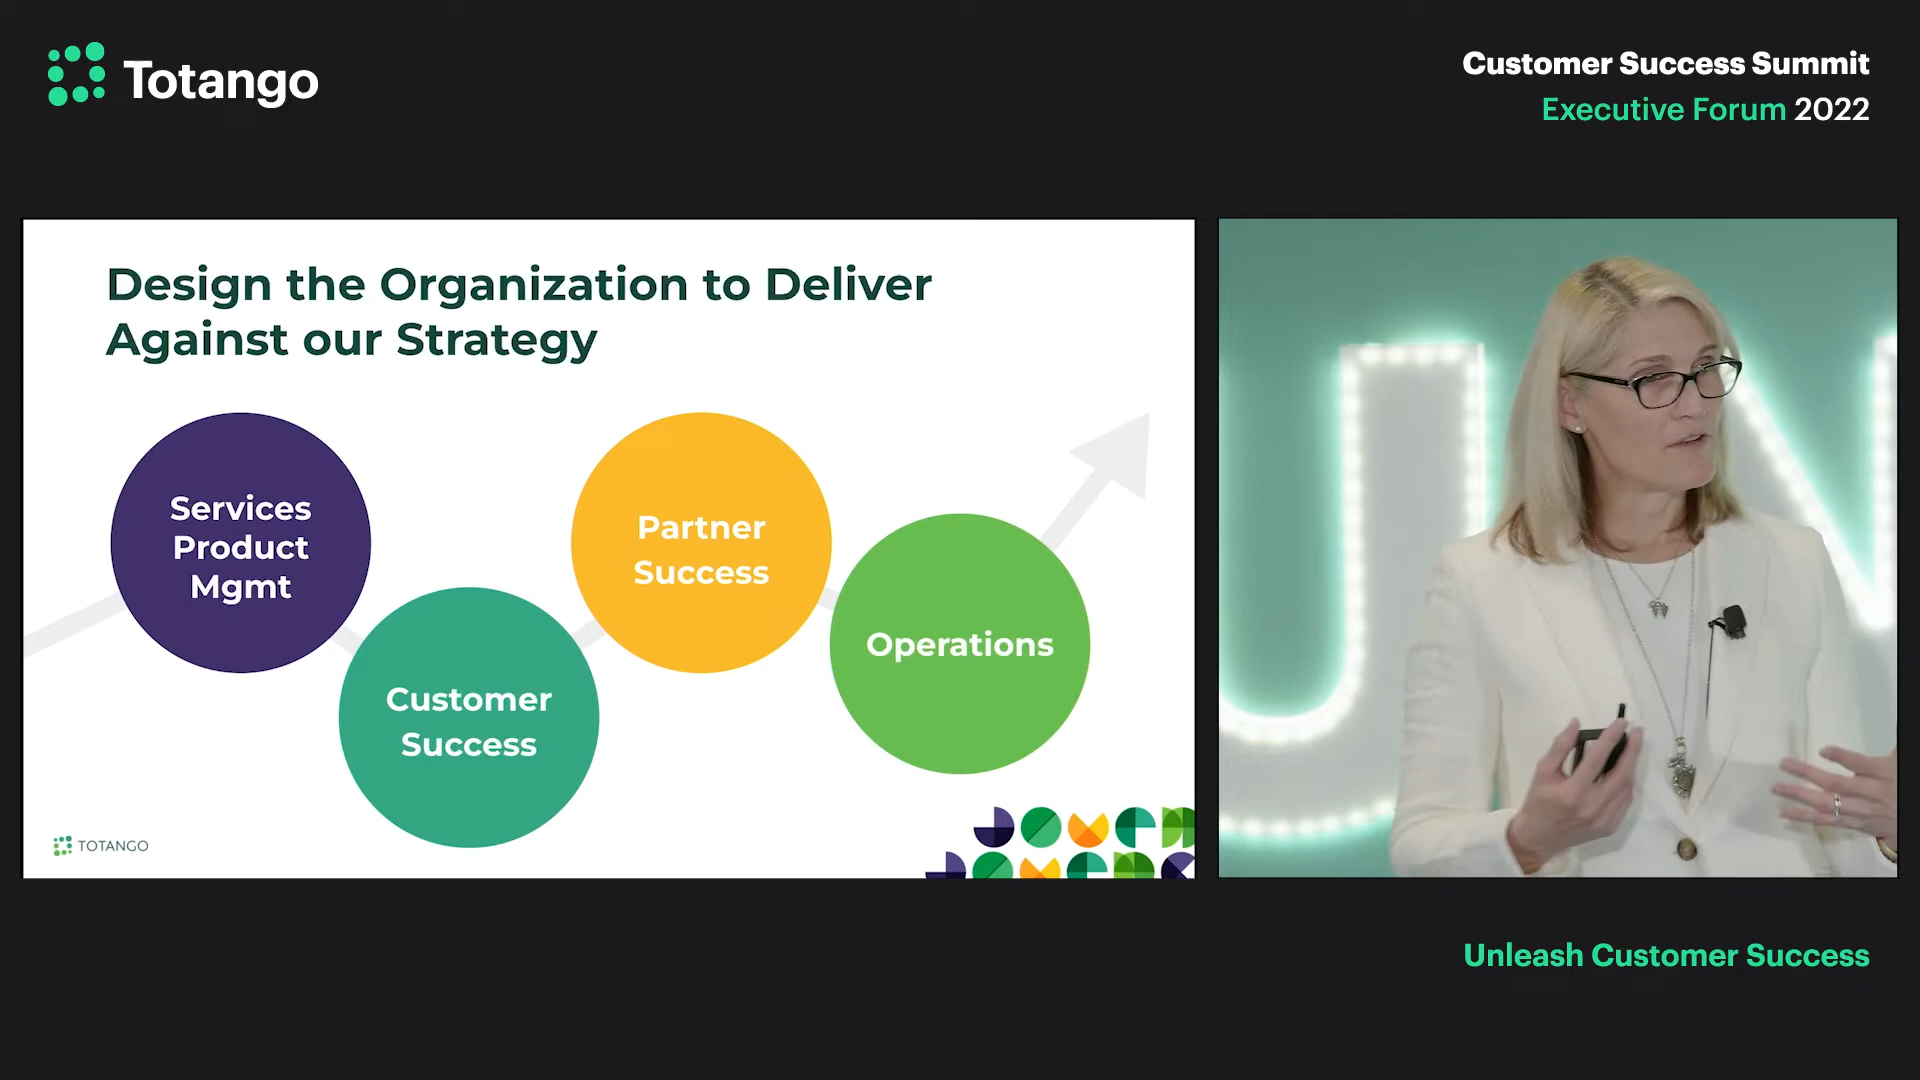 Totango
Customer Success Summit
Executive Forum 2022
Design the Organization to Deliver
Against our Strategy
Services
Product
Mgmt
Customer
Success
Partner
Success
Operations
TOTANGO
UN
Unleash Customer Success